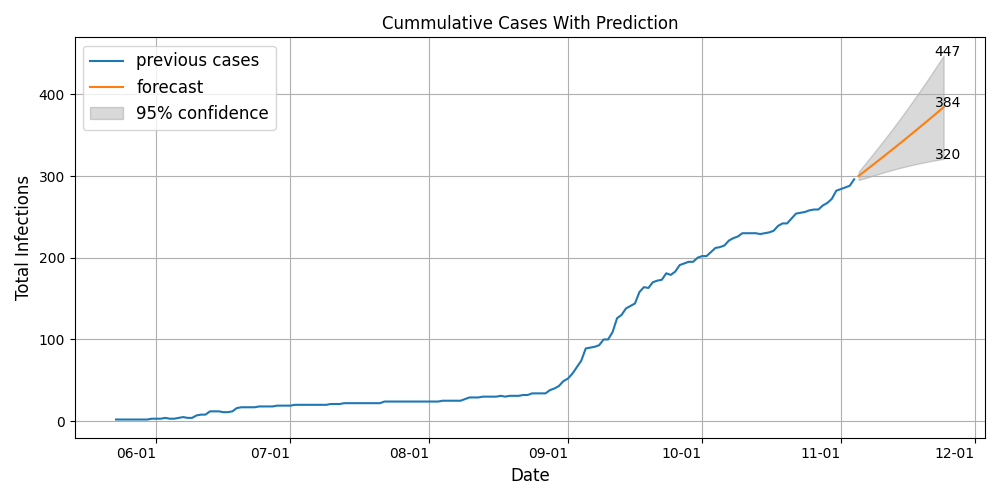 Cummulative Cases With Prediction
previous cases
forecast
95% confidence
447
384
320
400
300
200
100
0
Total Infections
06-01 07-01 08-01 09-01 10-01 11-01 12-01
Date